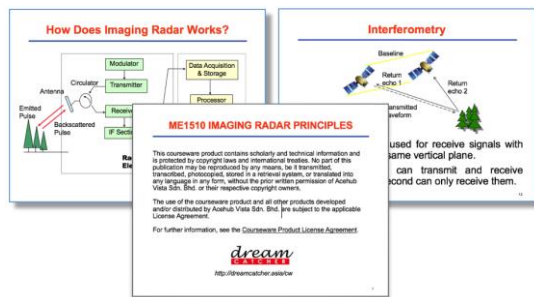 How Does Imaging Radar Works?
Modulator
Circulator
Transmitter
Antenna
Emitted
Pulse
Receive
Backscattered
Pulse
IF Secti
Ra
Ele
Data Acquisition
& Storage
Processor
Interferometry
Baseline
Return
echo 1
Return
echo 2
ansmitted
aveform
used for receive signals with
same vertical plane.
can transmit and receive
econd can only receive them.
ME1510 IMAGING RADAR PRINCIPLES
This courseware product contains scholarly and technical information and
is protected by copyright laws and international treaties. No part of this
publication may be reproduced by any means, be it transmitted,
transcribed, photocopied, stored in a retrieval system, or translated into
any language in any form, without the prior written permission of Acehub
Vista Sdn. Bhd. or their respective copyright owners.
The use of the courseware product and all other products developed
and/or distributed by Acehub Vista Sdn. Bhd. are subject to the applicable
License Agreement.
For further information, see the Courseware Product License Agreement.
dream
CATCHER
http://dreamcatcher.asia/cw